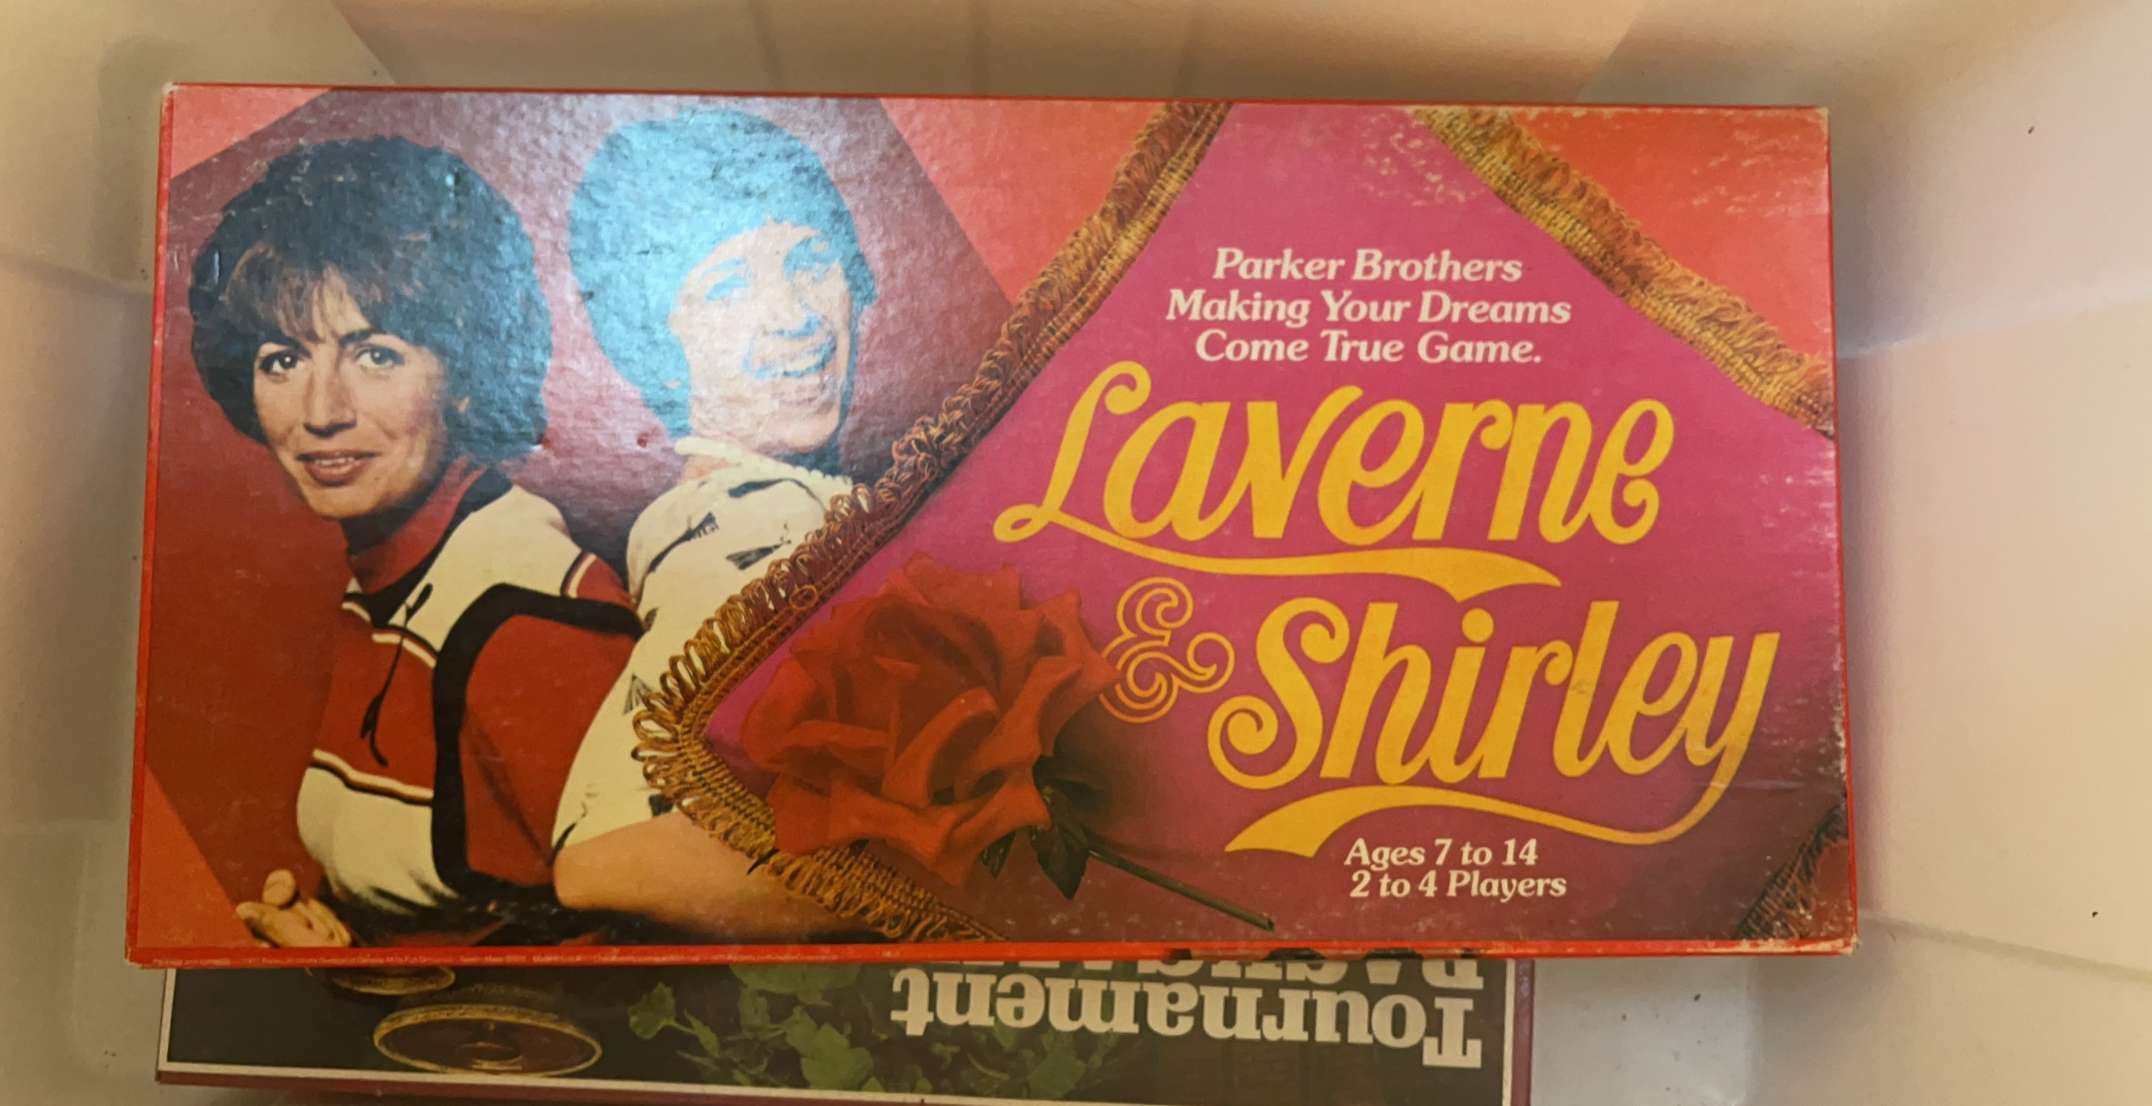 Parker Brothers
Making Your Dreams
Come True Game.
Laverne
& Shirley
Ages 7 to 14
2 to 4 Players
Tournament